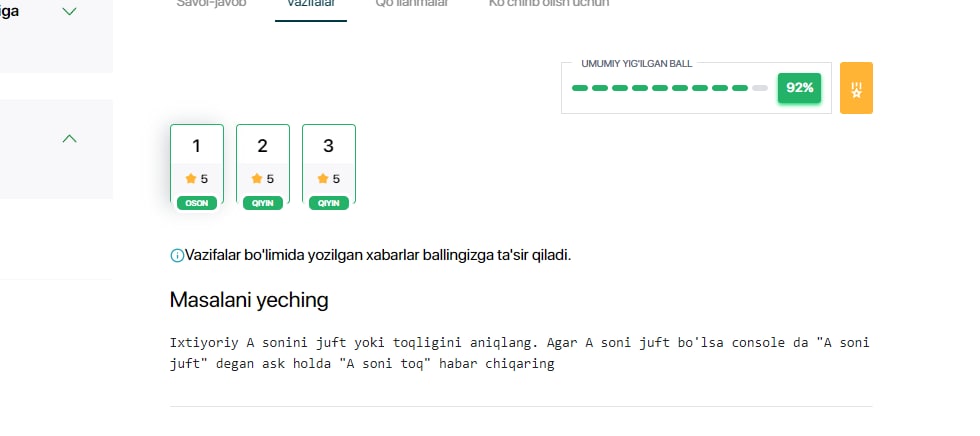 iga
Savol-javob
Vazifalar
Qo'llanmalar
Ko'chirib olish uchun
UMUMIY YIG'ILGAN BALL
92%
1
2
3
5
5
5
OSON
QIYIN
QIYIN
Vazifalar bo'limida yozilgan xabarlar ballingizga ta'sir qiladi.
Masalani yeching
Ixtiyoriy A sonini juft yoki toqligini aniqlang. Agar A soni juft bo'lsa console da "A soni
juft" degan ask holda "A soni toq" habar chiqaring